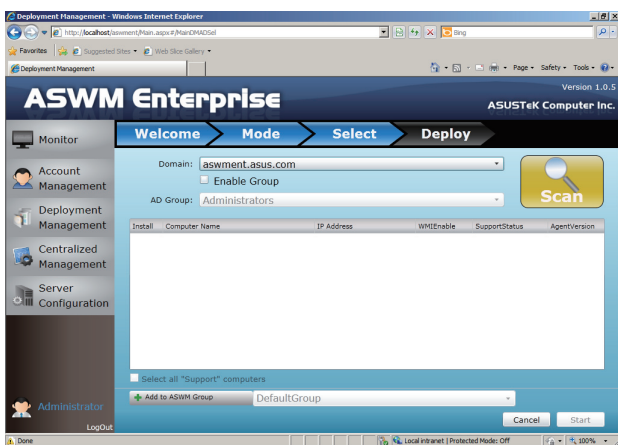 Deployment Management - Windows Internet Explorer
http://localhost/aswment/Main.aspx#/MainDMADSel
Bing
Favorites
Suggested Sites
Web Slice Gallery
Deployment Management
Page
Safety
Tools
Version 1.0.5
ASWM Enterprise
ASUSTeK Computer Inc.
Monitor
Account Management
Deployment Management
Centralized Management
Server Configuration
Administrator
LogOut
Welcome
Mode
Select
Deploy
Domain:
aswment.asus.com
Enable Group
AD Group:
Administrators
Scan
Install
Computer Name
IP Address
WMIEnable
SupportStatus
AgentVersion
Select all "Support" computers
Add to ASWM Group
DefaultGroup
Cancel
Start
Done
Local intranet | Protected Mode: Off
100%